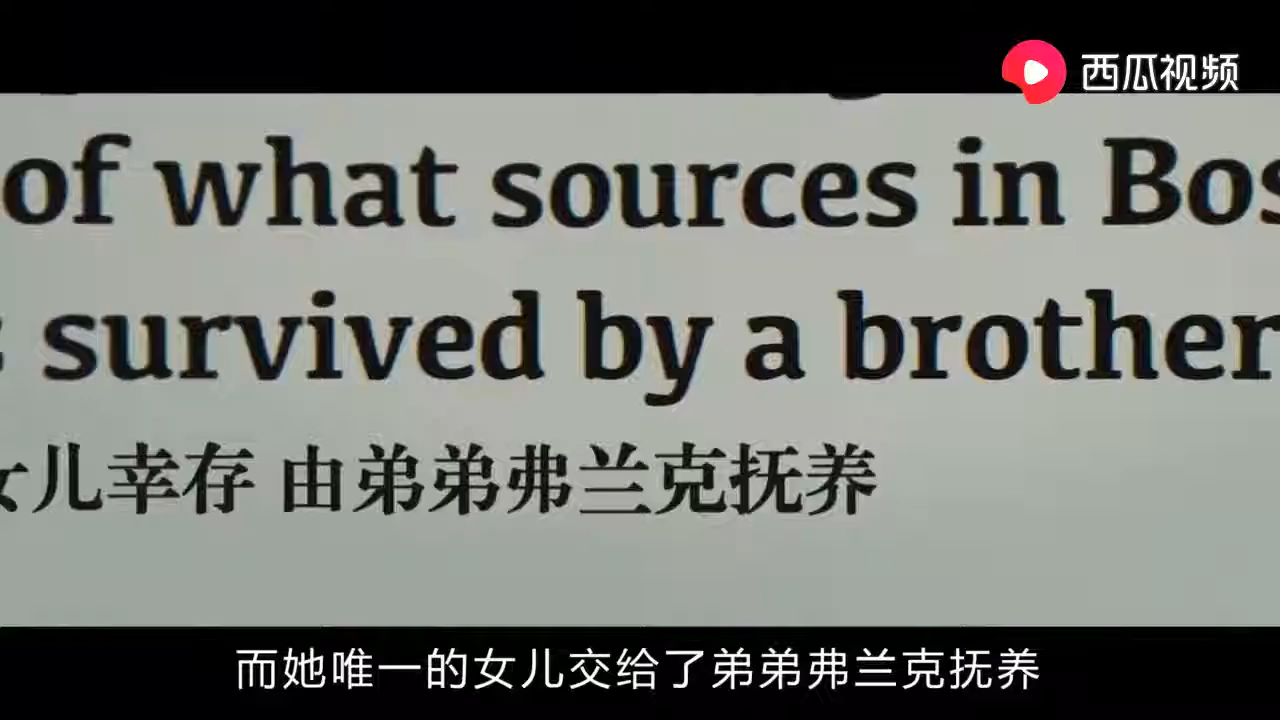 西瓜视频
of what sources in Bos
survived by a brother
女儿幸存 由弟弟弗兰克抚养
而她唯一的女儿交给了弟弟弗兰克抚养